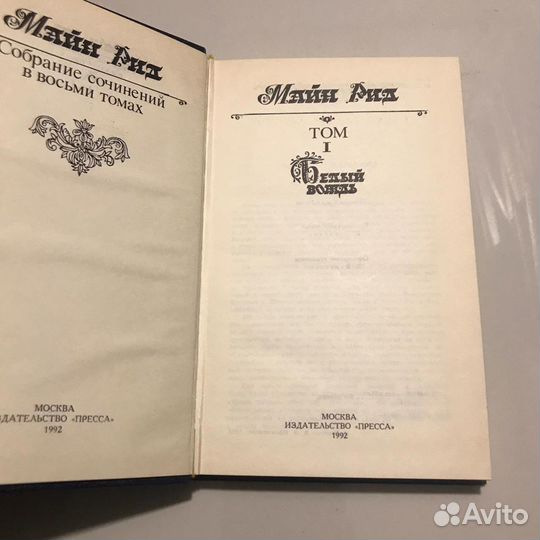 Майн Рид
Собрание сочинений
в восьми томах
МОСКВА
ЗДАТЕЛЬСТВО «ПРЕССА»
1992
Майн Рид
ТОМ
I
Белый
вождь
МОСКВА
ИЗДАТЕЛЬСТВО «ПРЕССА»
1992
Avito